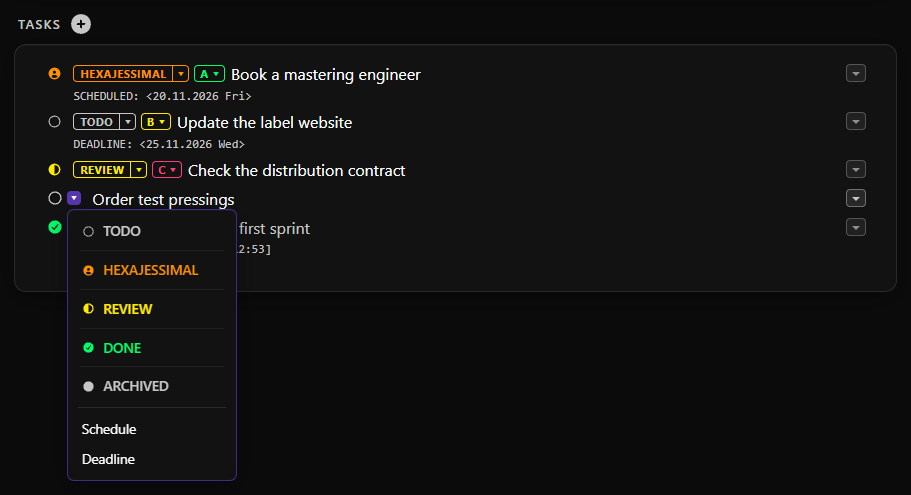 TASKS
HEXAJESSIMAL A Book a mastering engineer
SCHEDULED: <20.11.2026 Fri>
TODO B Update the label website
DEADLINE: <25.11.2026 Wed>
REVIEW C Check the distribution contract
Order test pressings
first sprint
2:53]
TODO
HEXAJESSIMAL
REVIEW
DONE
ARCHIVED
Schedule
Deadline